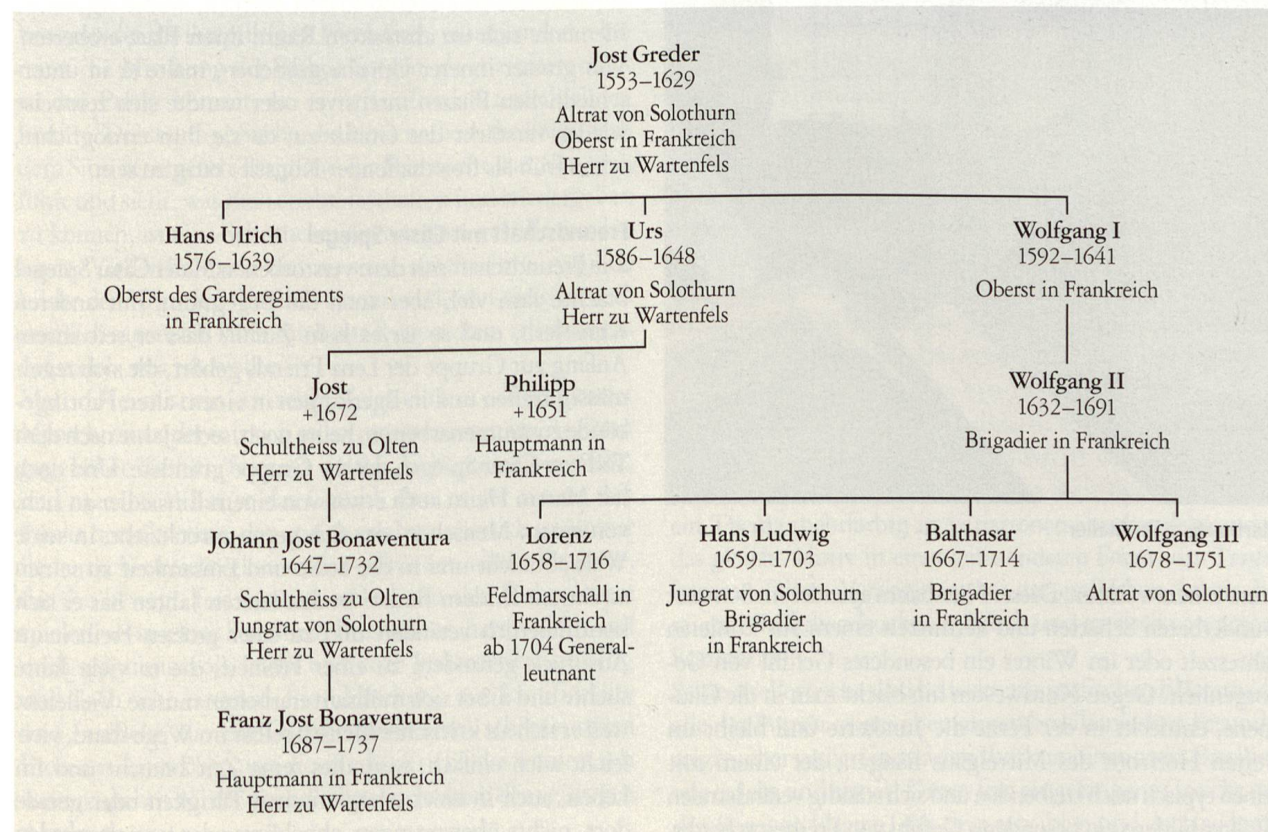 Jost Greder
1553–1629
Altrat von Solothurn
Oberst in Frankreich
Herr zu Wartenfels
Hans Ulrich
1576–1639
Oberst des Garderegiments
in Frankreich
Urs
1586–1648
Altrat von Solothurn
Herr zu Wartenfels
Wolfgang I
1592–1641
Oberst in Frankreich
Jost
+1672
Schultheiss zu Olten
Herr zu Wartenfels
Philipp
+1651
Hauptmann in
Frankreich
Wolfgang II
1632–1691
Brigadier in Frankreich
Johann Jost Bonaventura
1647–1732
Schultheiss zu Olten
Jungrat von Solothurn
Herr zu Wartenfels
Lorenz
1658–1716
Feldmarschall in
Frankreich
ab 1704 General-
leutnant
Hans Ludwig
1659–1703
Jungrat von Solothurn
Brigadier
in Frankreich
Balthasar
1667–1714
Brigadier
in Frankreich
Wolfgang III
1678–1751
Altrat von Solothurn
Franz Jost Bonaventura
1687–1737
Hauptmann in Frankreich
Herr zu Wartenfels